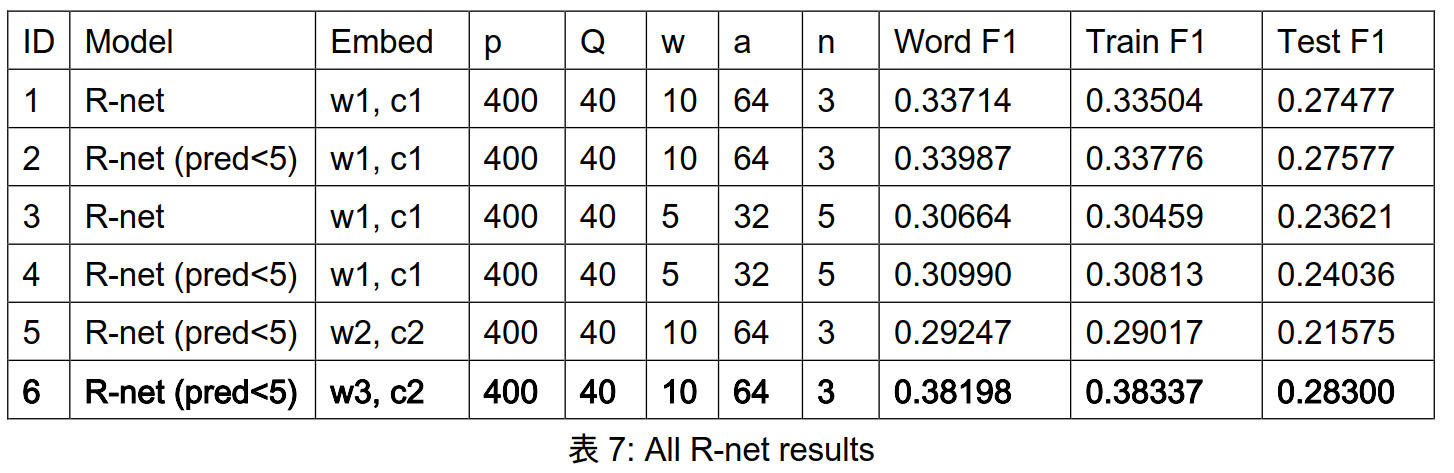 ID Model Embed p Q w a n Word F1 Train F1 Test F1
1 R-net w1, c1 400 40 10 64 3 0.33714 0.33504 0.27477
2 R-net (pred<5) w1, c1 400 40 10 64 3 0.33987 0.33776 0.27577
3 R-net w1, c1 400 40 5 32 5 0.30664 0.30459 0.23621
4 R-net (pred<5) w1, c1 400 40 5 32 5 0.30990 0.30813 0.24036
5 R-net (pred<5) w2, c2 400 40 10 64 3 0.29247 0.29017 0.21575
6 R-net (pred<5) w3, c2 400 40 10 64 3 0.38198 0.38337 0.28300
表 7: All R-net results